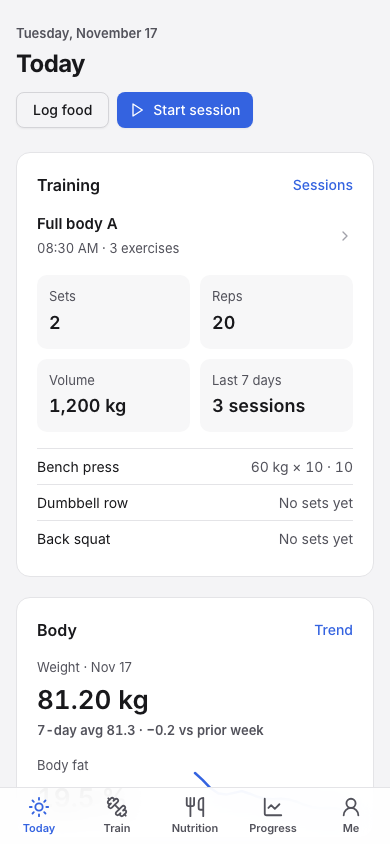 Tuesday, November 17
Today
Log food
Start session
Training
Sessions
Full body A
08:30 AM · 3 exercises
Sets
2
Reps
20
Volume
1,200 kg
Last 7 days
3 sessions
Bench press
60 kg × 10 · 10
Dumbbell row
No sets yet
Back squat
No sets yet
Body
Trend
Weight · Nov 17
81.20 kg
7-day avg 81.3 · −0.2 vs prior week
Body fat
19.5 %
Today
Train
Nutrition
Progress
Me